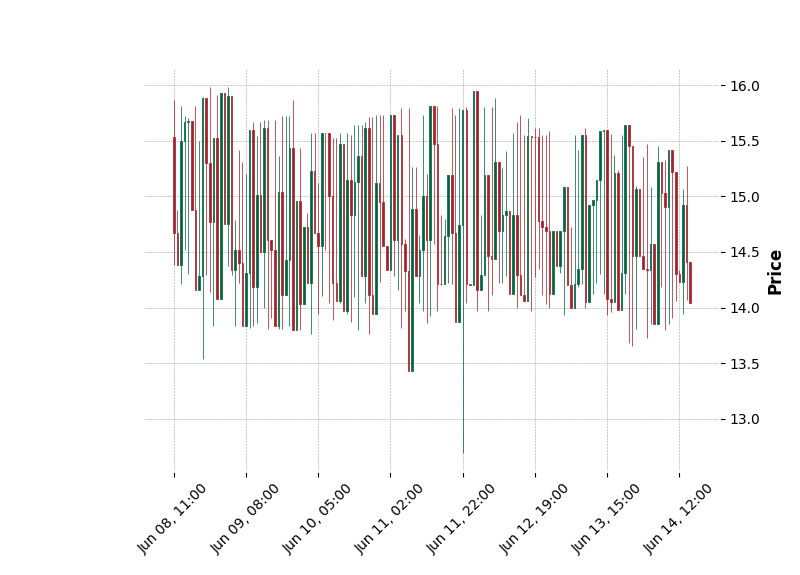 16.0
15.5
15.0
14.5
14.0
13.5
13.0
Price
Jun 08, 11:00
Jun 09, 08:00
Jun 10, 05:00
Jun 11, 02:00
Jun 11, 22:00
Jun 12, 19:00
Jun 13, 15:00
Jun 14, 12:00